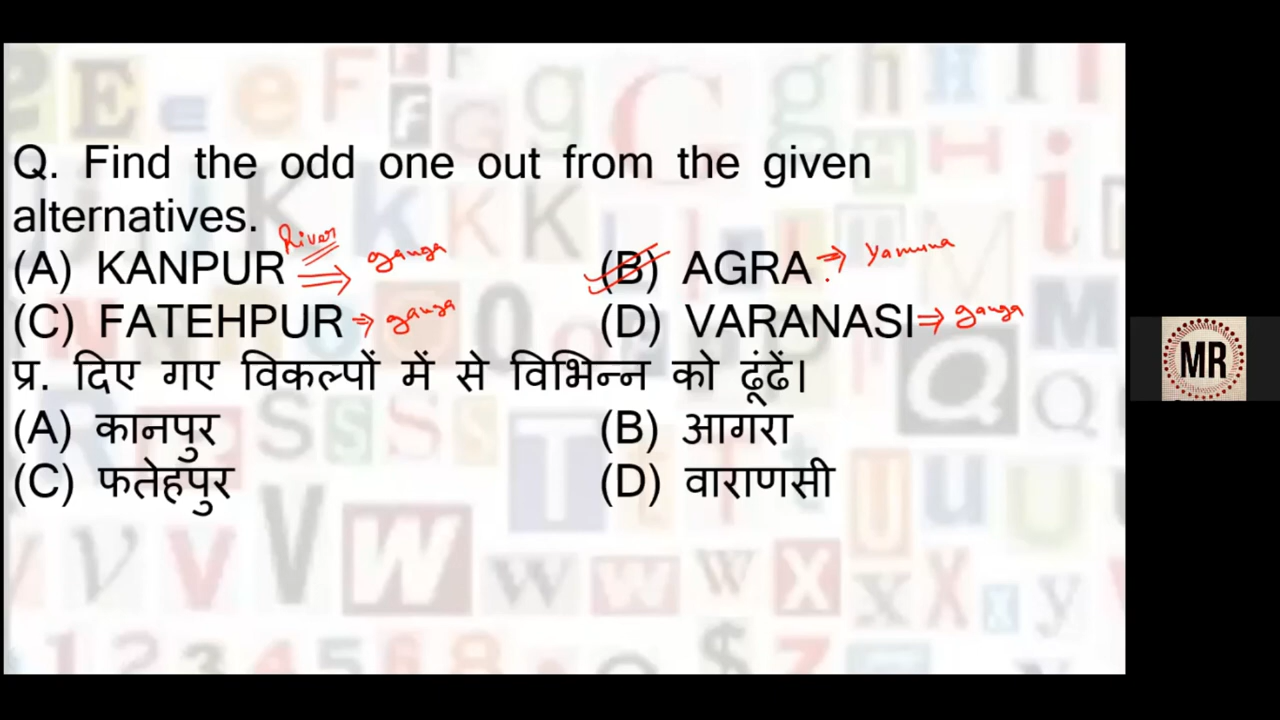 Q. Find the odd one out from the given
alternatives.
(A) KANPUR River ⇒ ganga (B) AGRA ⇒ Yamuna
(C) FATEHPUR → ganga (D) VARANASI ⇒ ganga
प्र. दिए गए विकल्पों में से विभिन्न को ढूंढें।
(A) कानपुर (B) आगरा
(C) फतेहपुर (D) वाराणसी
MR